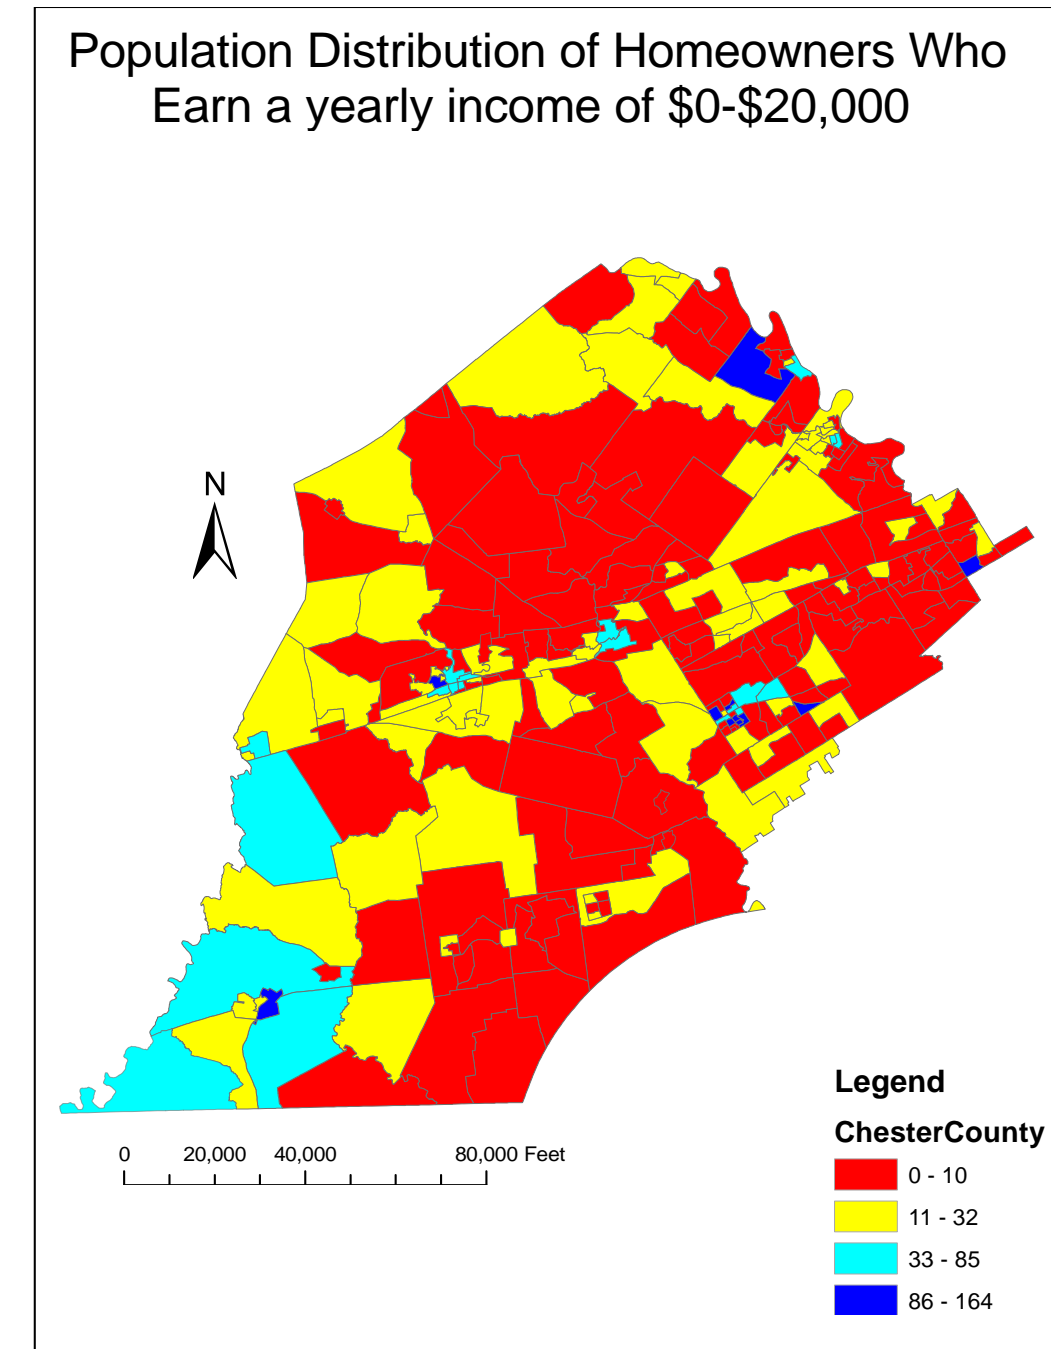 Population Distribution of Homeowners Who
Earn a yearly income of $0-$20,000
N
0 20,000 40,000 80,000 Feet
Legend
ChesterCounty
0 - 10
11 - 32
33 - 85
86 - 164